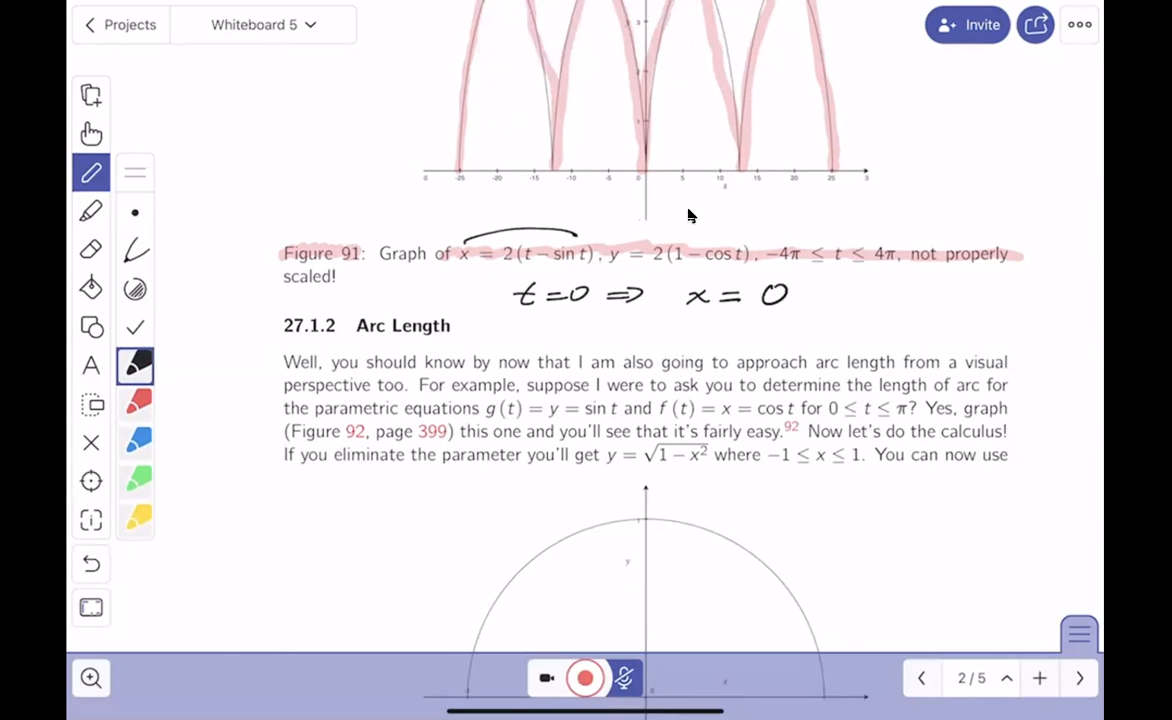 Projects
Whiteboard 5
Invite
3
2
1
-25 -20 -15 -10 -5 0 5 10 15 20 25 3
x
Figure 91: Graph of x = 2 (t − sin t), y = 2 (1 − cos t), −4π ≤ t ≤ 4π, not properly
scaled!
t = 0 ⇒ x = 0
27.1.2 Arc Length
Well, you should know by now that I am also going to approach arc length from a visual
perspective too. For example, suppose I were to ask you to determine the length of arc for
the parametric equations g (t) = y = sin t and f (t) = x = cos t for 0 ≤ t ≤ π? Yes, graph
(Figure 92, page 399) this one and you'll see that it's fairly easy.⁹² Now let's do the calculus!
If you eliminate the parameter you'll get y = √1 − x² where −1 ≤ x ≤ 1. You can now use
1
y
x
A
2/5